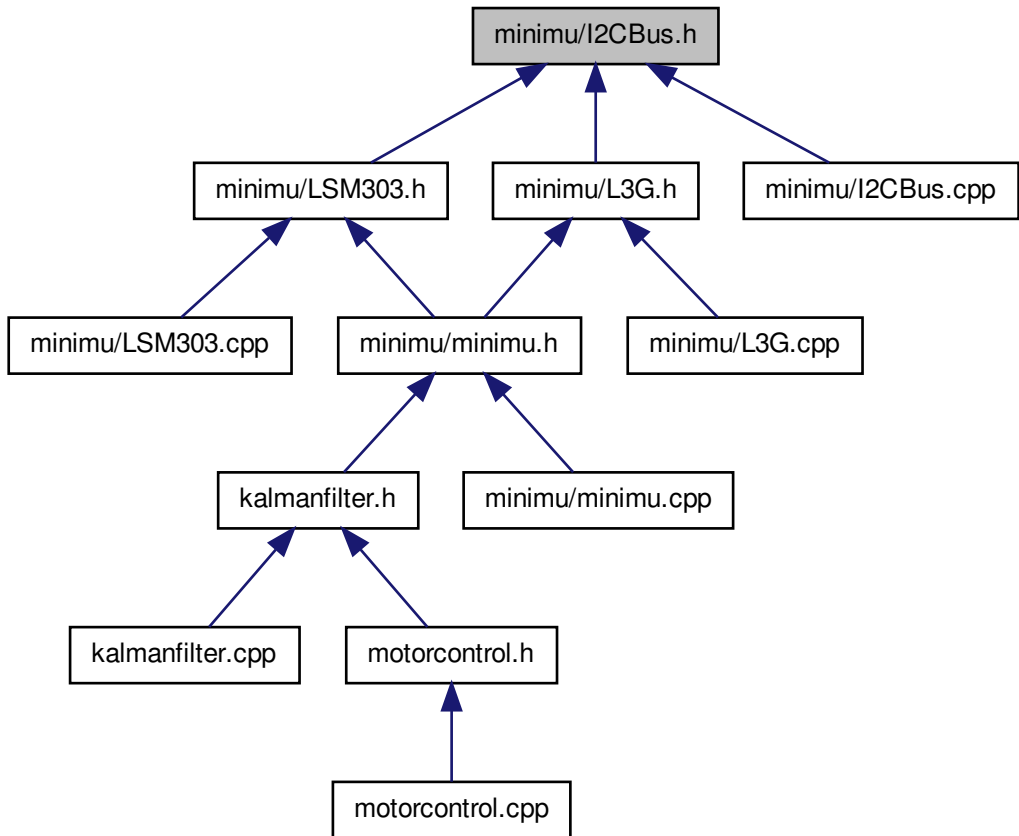 minimu/I2CBus.h
minimu/LSM303.h
minimu/L3G.h
minimu/I2CBus.cpp
minimu/LSM303.cpp
minimu/minimu.h
minimu/L3G.cpp
kalmanfilter.h
minimu/minimu.cpp
kalmanfilter.cpp
motorcontrol.h
motorcontrol.cpp